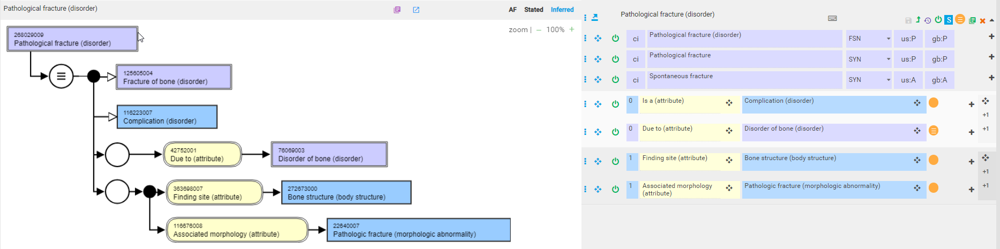 Pathological fracture (disorder)
AF Stated Inferred
zoom | − 100% +
268029009
Pathological fracture (disorder)
125605004
Fracture of bone (disorder)
116223007
Complication (disorder)
42752001
Due to (attribute)
76069003
Disorder of bone (disorder)
363698007
Finding site (attribute)
272673000
Bone structure (body structure)
116676008
Associated morphology (attribute)
22640007
Pathologic fracture (morphologic abnormality)
Pathological fracture (disorder)
S
ci Pathological fracture (disorder) FSN us:P gb:P
ci Pathological fracture SYN us:P gb:P
ci Spontaneous fracture SYN us:A gb:A
0 Is a (attribute) Complication (disorder)
+1
0 Due to (attribute) Disorder of bone (disorder) +1
1 Finding site (attribute) Bone structure (body structure)
+1
1 Associated morphology Pathologic fracture (morphologic abnormality) +1
(attribute)